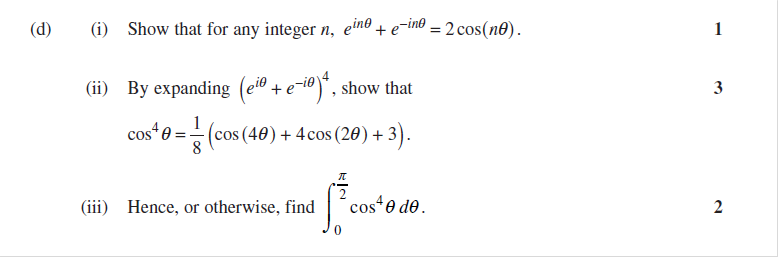 (d) (i) Show that for any integer n, e^{inθ} + e^{−inθ} = 2cos(nθ). 1
(ii) By expanding (e^{iθ} + e^{−iθ})^4, show that 3
cos^4 θ = \frac{1}{8}(cos(4θ) + 4cos(2θ) + 3).
(iii) Hence, or otherwise, find ∫_0^{\frac{π}{2}} cos^4 θ dθ. 2